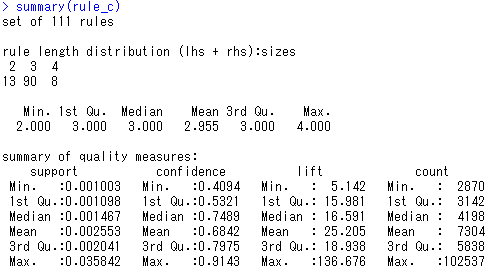 > summary(rule_c)
set of 111 rules
rule length distribution (lhs + rhs):sizes
 2  3  4
13 90  8
   Min. 1st Qu.  Median    Mean 3rd Qu.    Max.
  2.000   3.000   3.000   2.955   3.000   4.000
summary of quality measures:
    support           confidence          lift             count
 Min.   :0.001003   Min.   :0.4094   Min.   :  5.142   Min.   :  2870
 1st Qu.:0.001098   1st Qu.:0.5321   1st Qu.: 15.981   1st Qu.:  3142
 Median :0.001467   Median :0.7489   Median : 16.591   Median :  4198
 Mean   :0.002553   Mean   :0.6842   Mean   : 25.205   Mean   :  7304
 3rd Qu.:0.002041   3rd Qu.:0.7975   3rd Qu.: 18.938   3rd Qu.:  5838
 Max.   :0.035842   Max.   :0.9143   Max.   :136.676   Max.   :102537